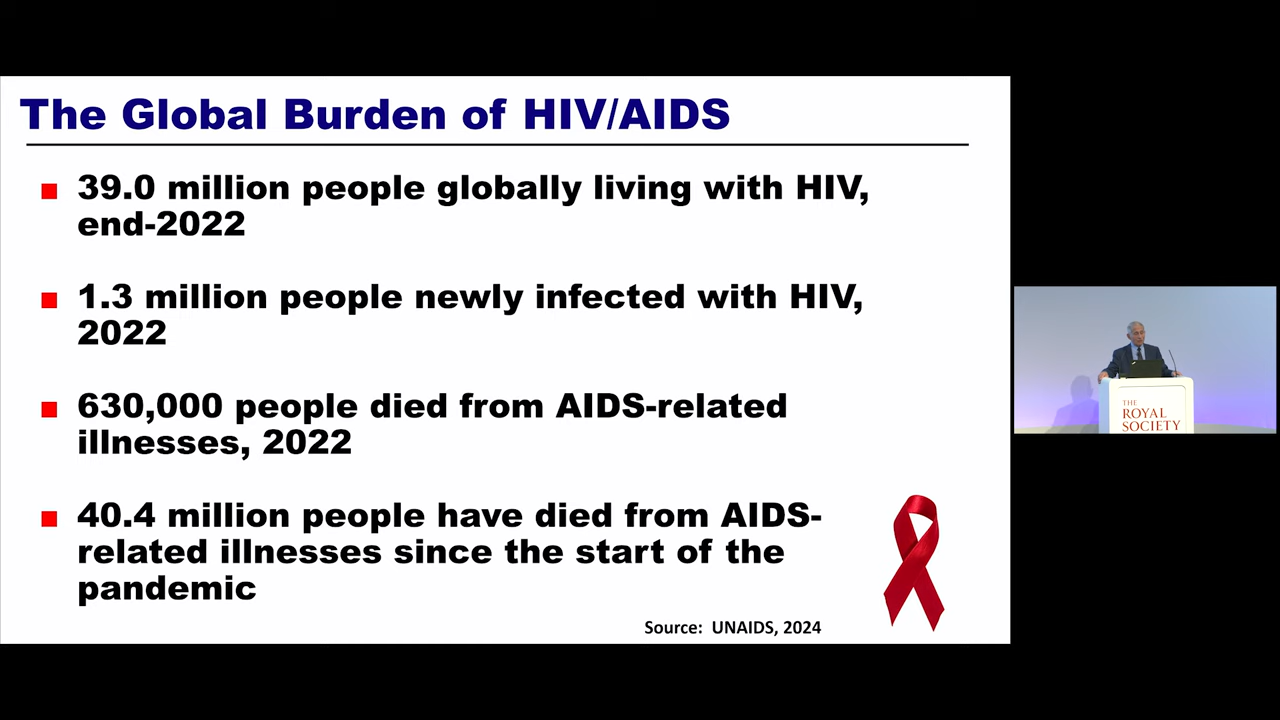 The Global Burden of HIV/AIDS
39.0 million people globally living with HIV,
end-2022
1.3 million people newly infected with HIV,
2022
630,000 people died from AIDS-related
illnesses, 2022
40.4 million people have died from AIDS-
related illnesses since the start of the
pandemic
Source: UNAIDS, 2024
THE
ROYAL
SOCIETY